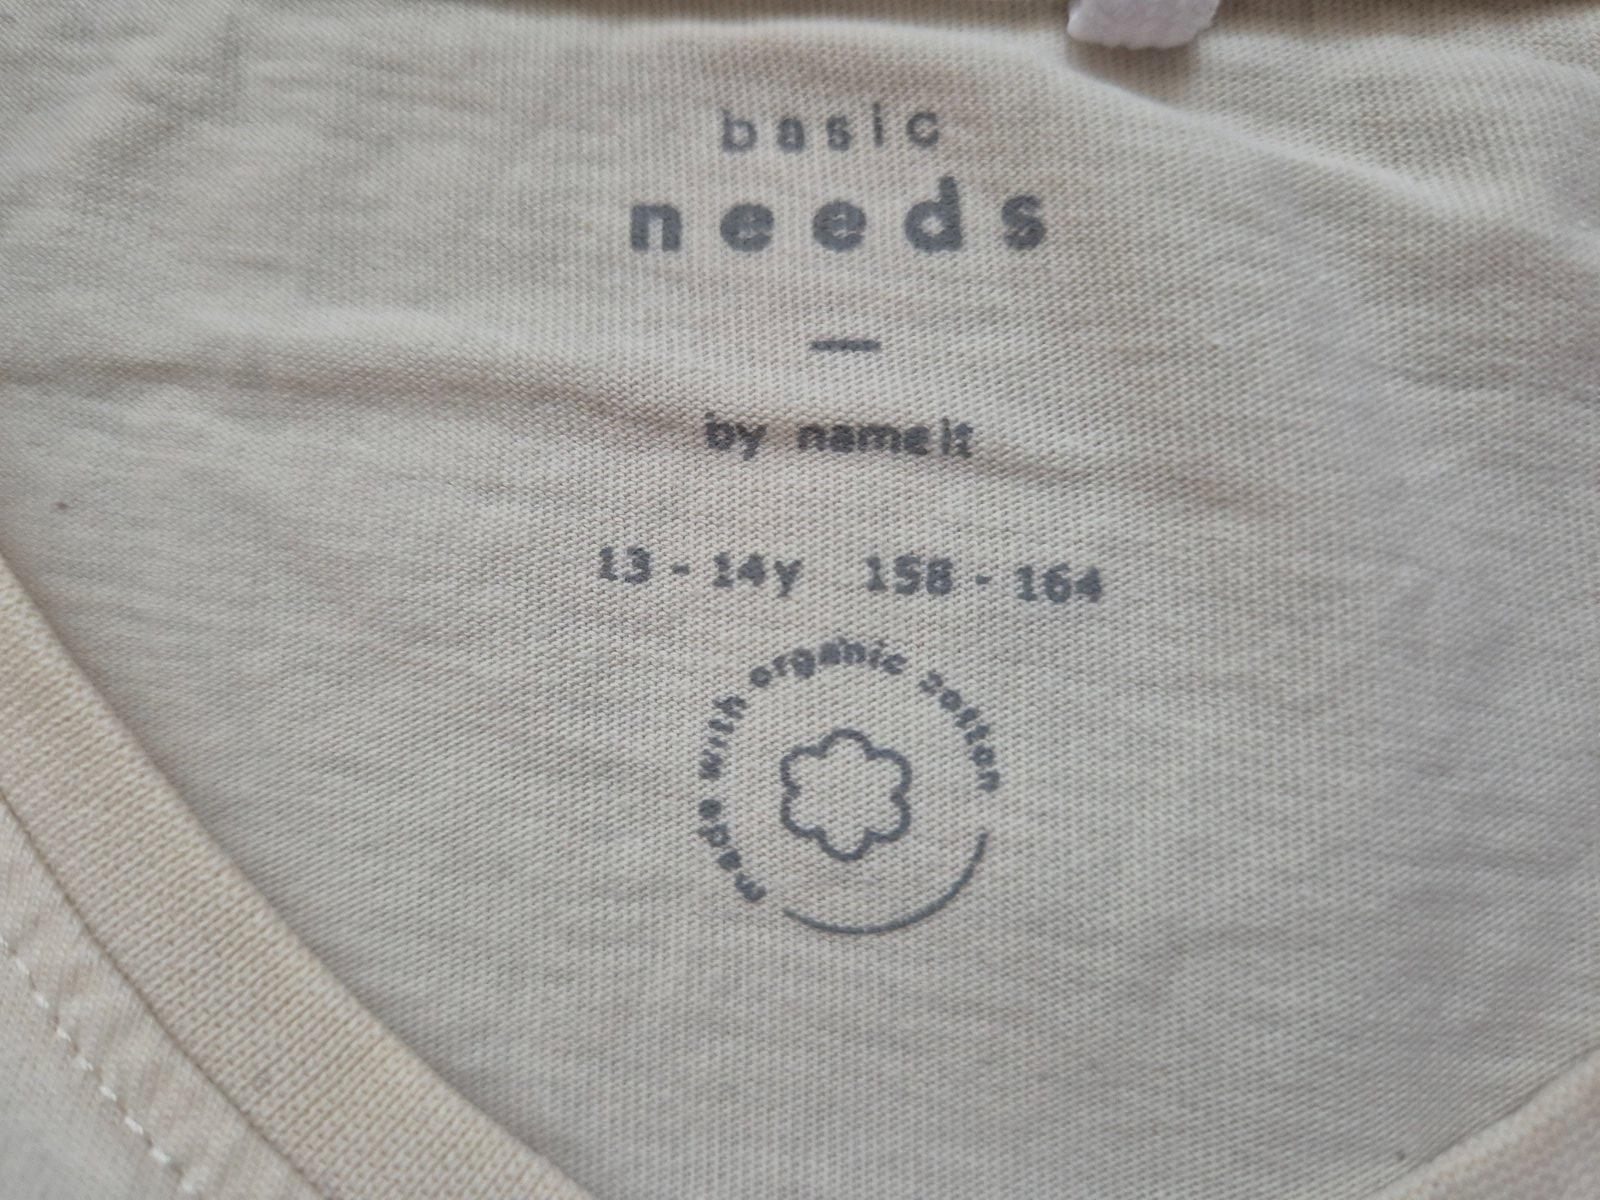 basic
needs
—
by name it
13 - 14y 158 - 164
made with organic cotton